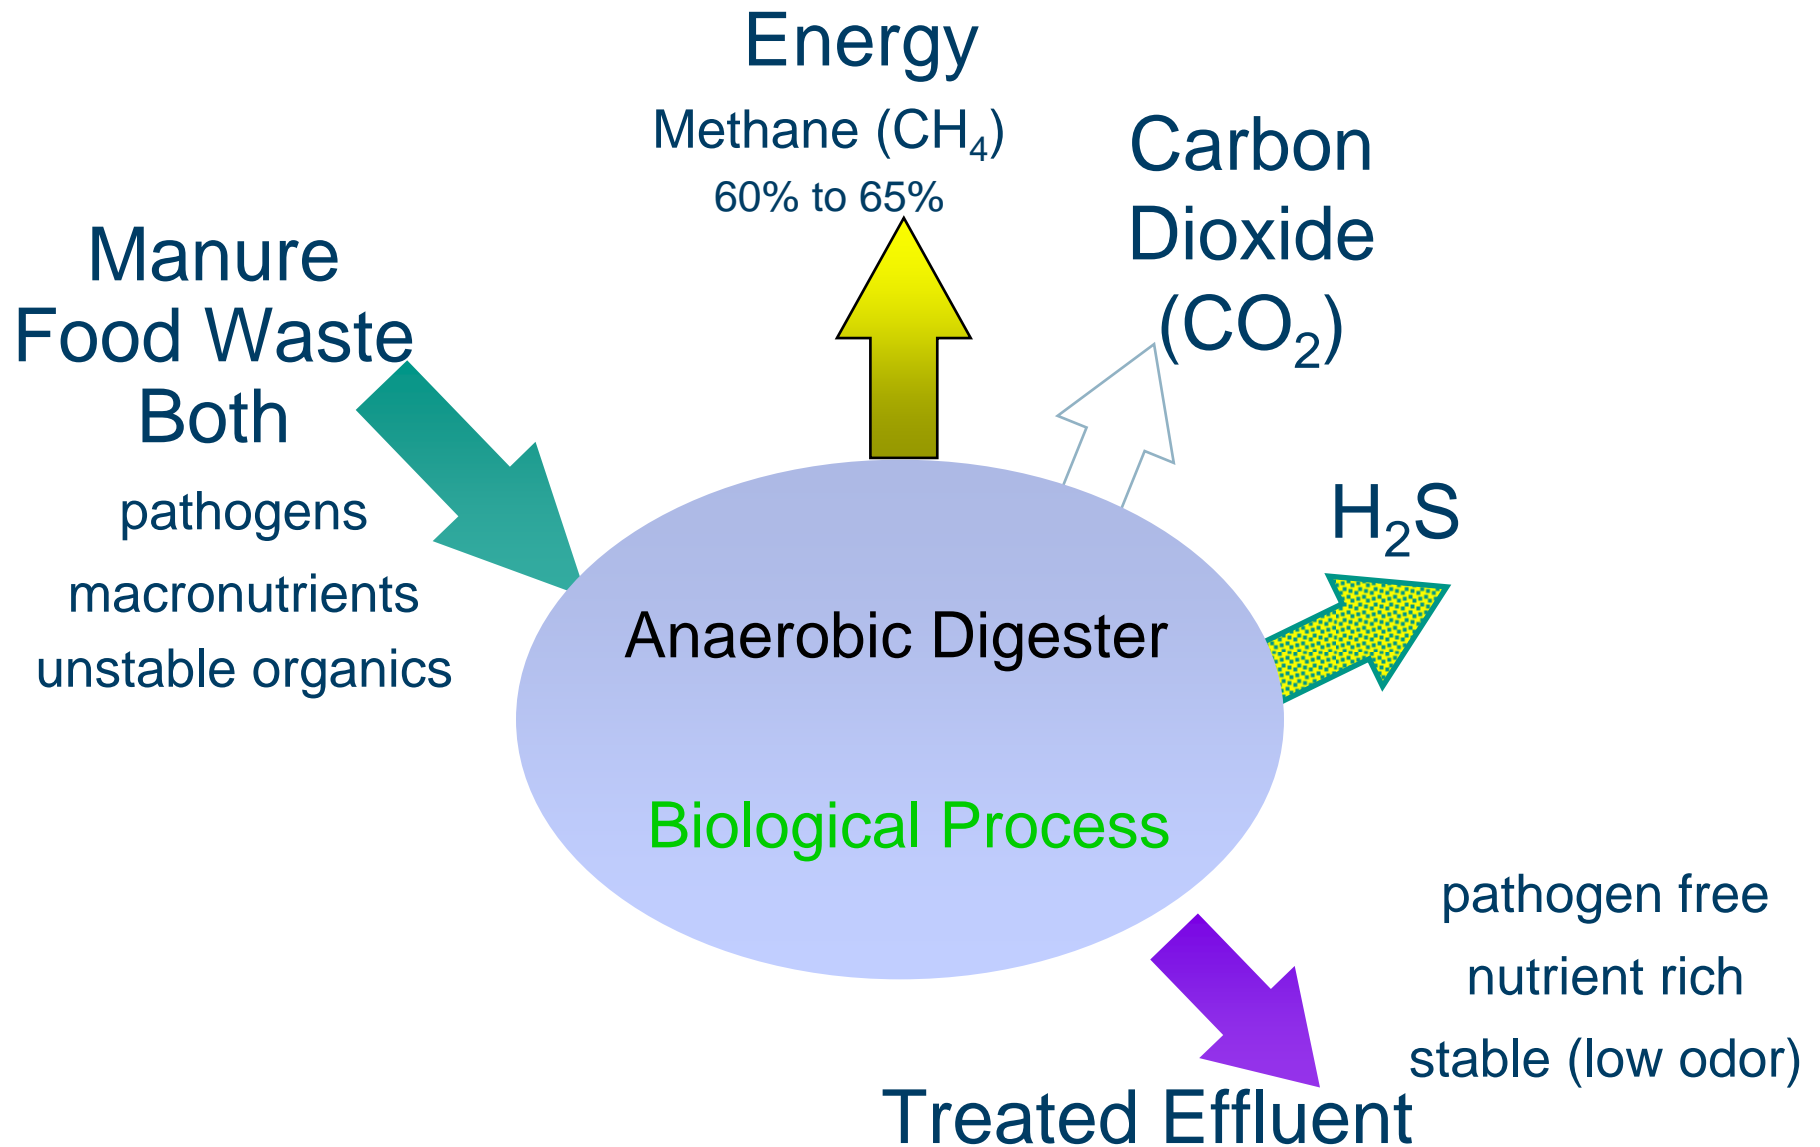 Energy
Methane (CH₄)
60% to 65%
Carbon
Dioxide
(CO₂)
Manure
Food Waste
Both
pathogens
macronutrients
unstable organics
H₂S
Anaerobic Digester
Biological Process
pathogen free
nutrient rich
stable (low odor)
Treated Effluent